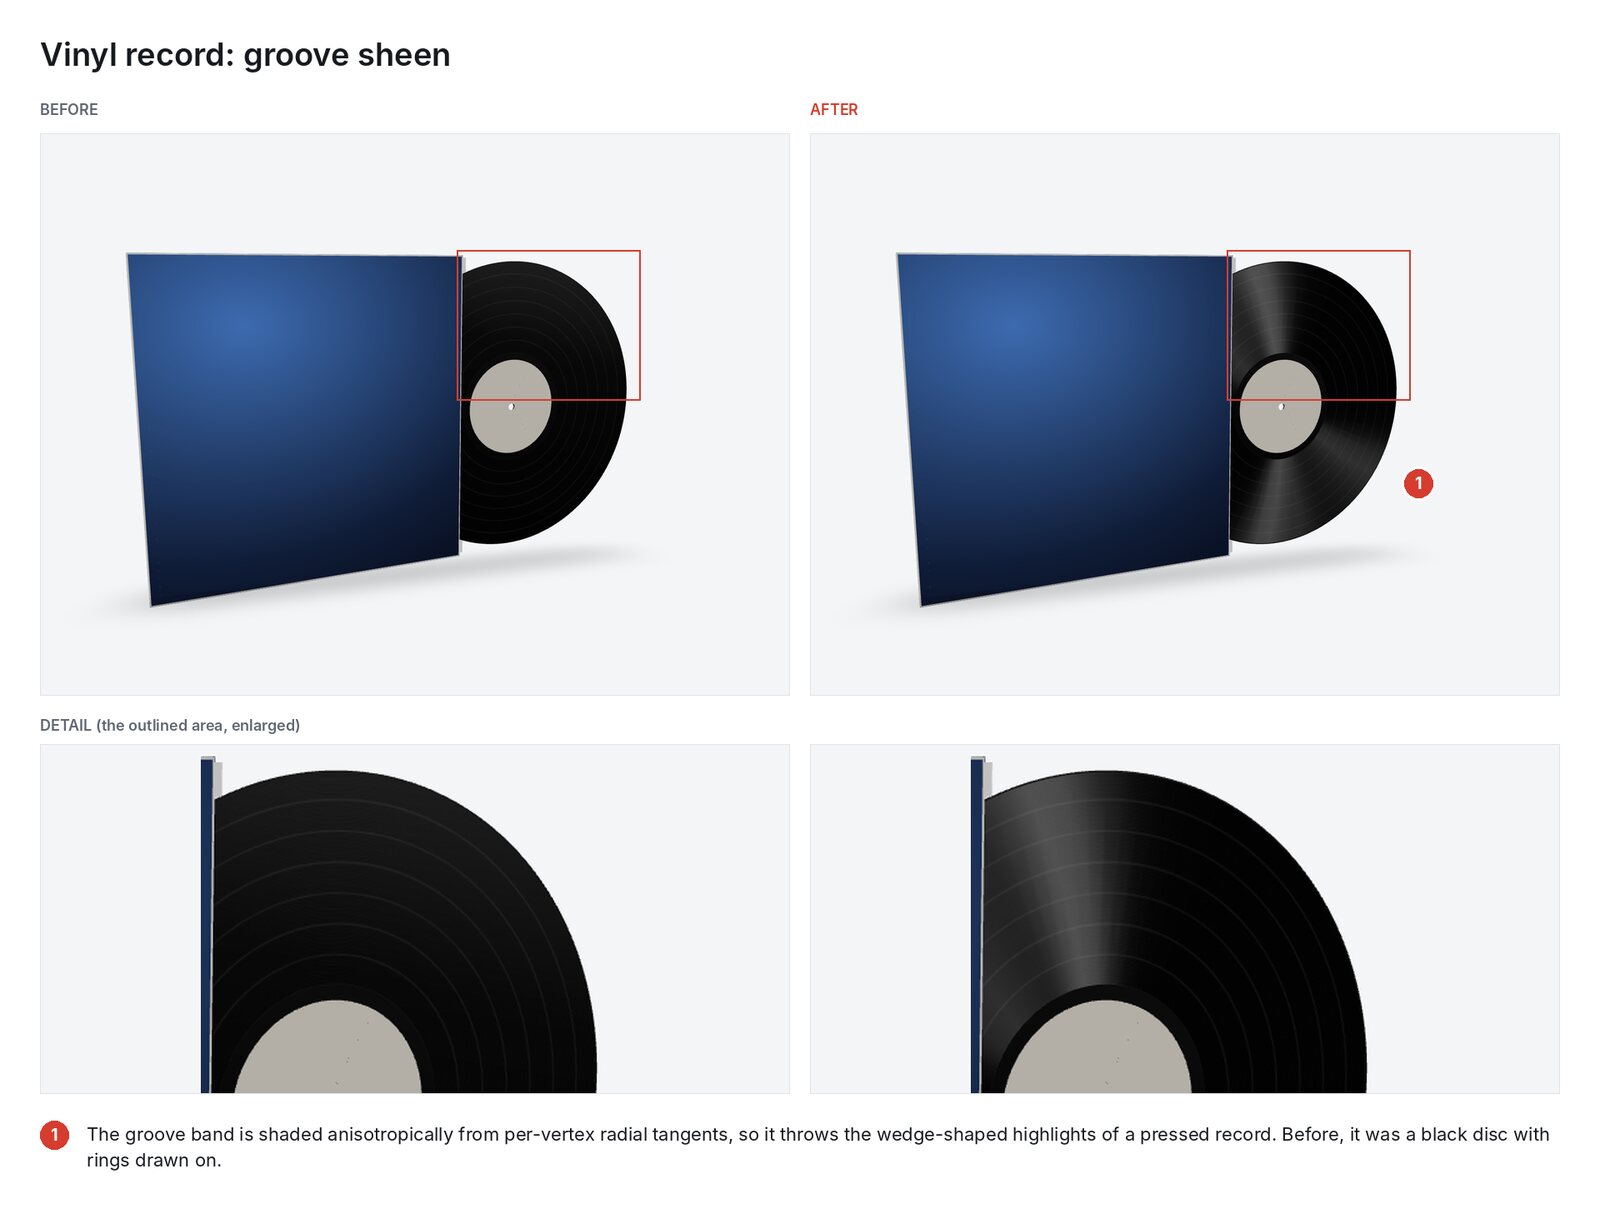 Vinyl record: groove sheen
BEFORE
AFTER
1
DETAIL (the outlined area, enlarged)
1
The groove band is shaded anisotropically from per-vertex radial tangents, so it throws the wedge-shaped highlights of a pressed record. Before, it was a black disc with
rings drawn on.